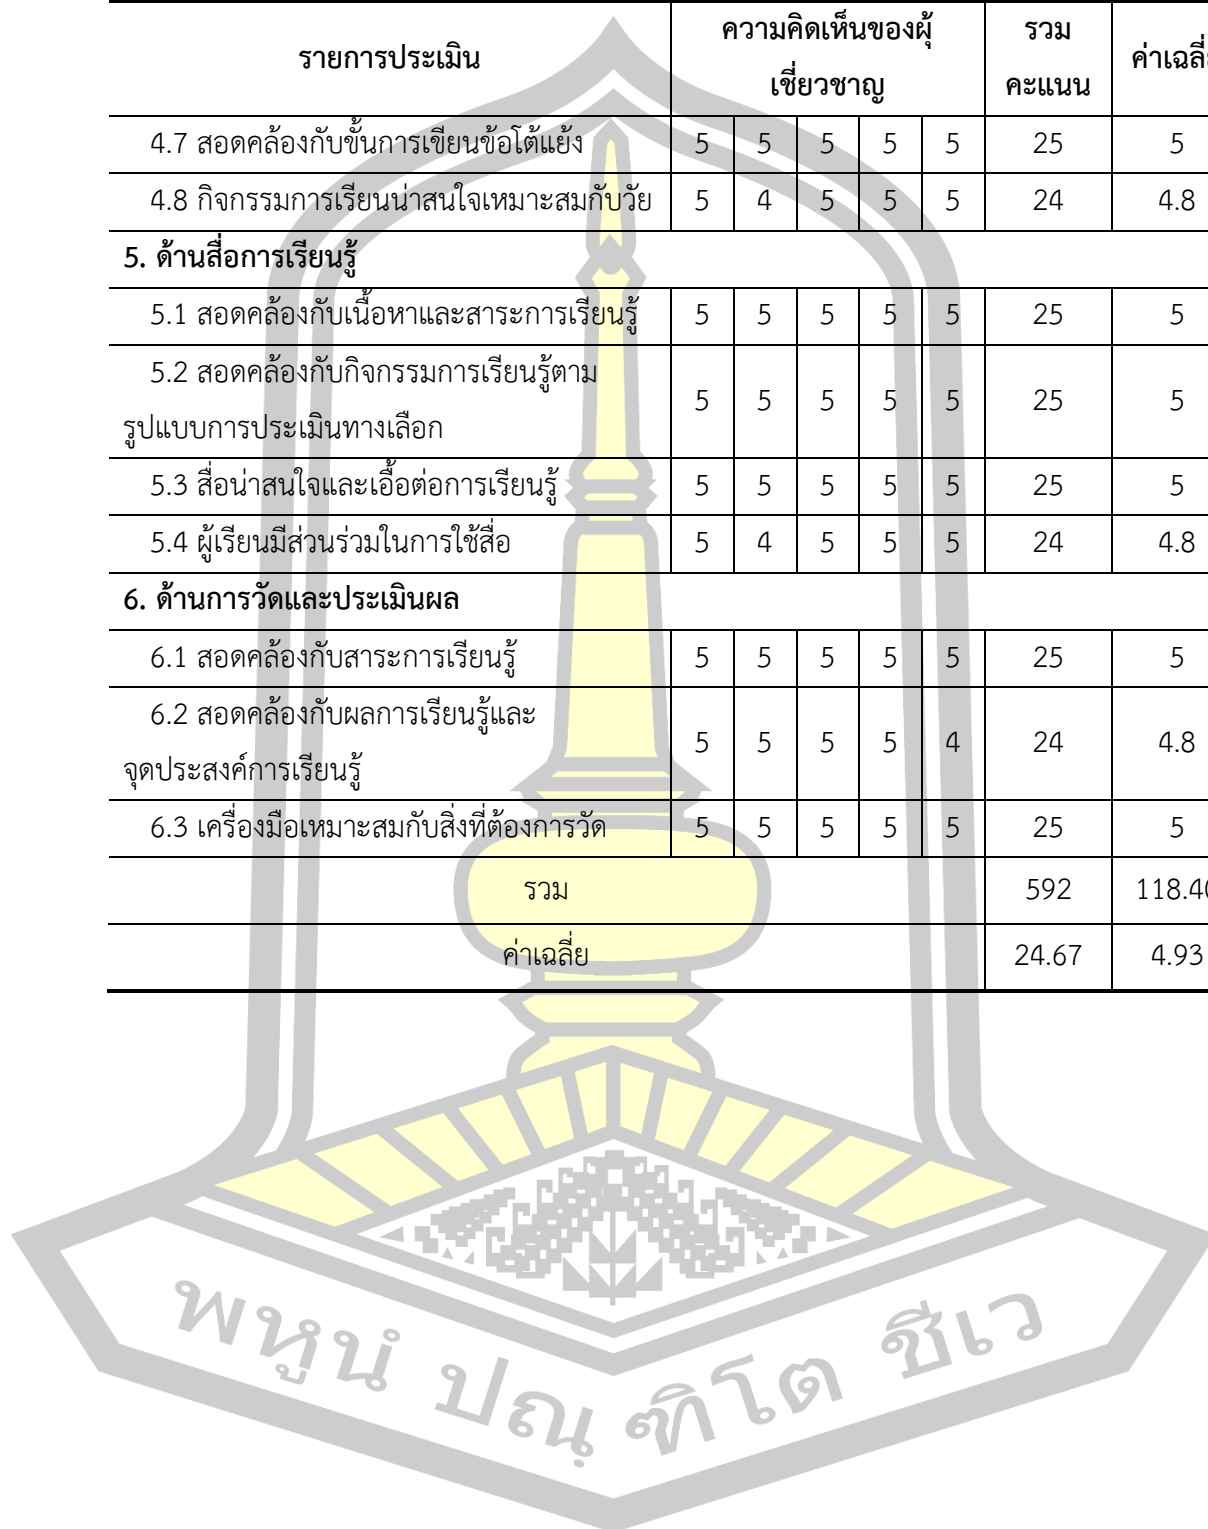 รายการประเมิน ความคิดเห็นของผู้ รวม
เชี่ยวชาญ คะแนน
4.7 สอดคล้องกับขั้นการเขียนข้อโต้แย้ง 5 5 5 5 5 25 5
4.8 กิจกรรมการเรียนน่าสนใจเหมาะสมกับวัย 5 4 5 5 5 24 4.8
5. ด้านสื่อการเรียนรู้
5.1 สอดคล้องกับเนื้อหาและสาระการเรียนรู้ 5 5 5 5 5 25 5
5.2 สอดคล้องกับกิจกรรมการเรียนรู้ตาม
รูปแบบการประเมินทางเลือก 5 5 5 5 5 25 5
5.3 สื่อน่าสนใจและเอื้อต่อการเรียนรู้ 5 5 5 5 5 25 5
5.4 ผู้เรียนมีส่วนร่วมในการใช้สื่อ 5 4 5 5 5 24 4.8
6. ด้านการวัดและประเมินผล
6.1 สอดคล้องกับสาระการเรียนรู้ 5 5 5 5 5 25 5
6.2 สอดคล้องกับผลการเรียนรู้และ
จุดประสงค์การเรียนรู้ 5 5 5 5 4 24 4.8
6.3 เครื่องมือเหมาะสมกับสิ่งที่ต้องการวัด 5 5 5 5 5 25 5
รวม 592 118.40
ค่าเฉลี่ย 24.67 4.93
พหูนํ ปณฺฑิโต ชีเว